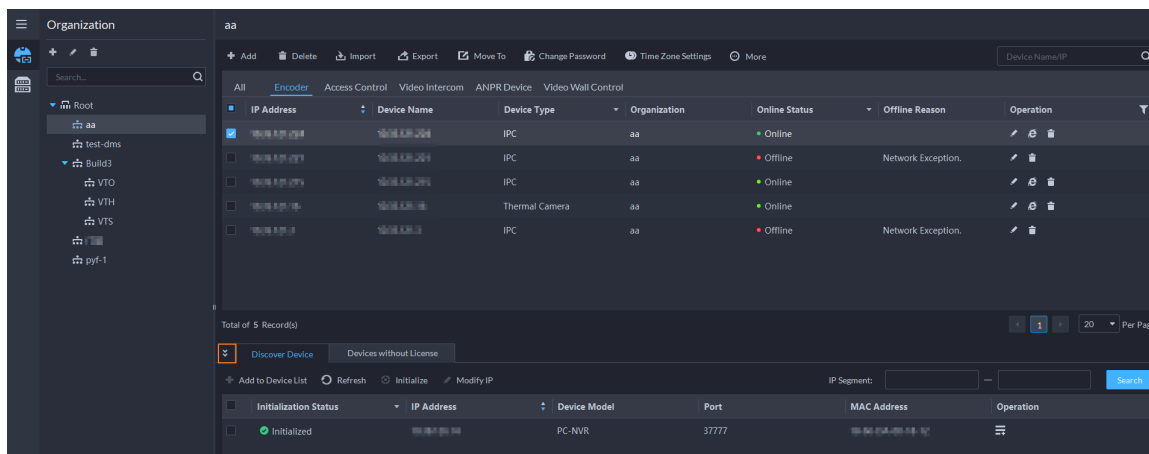 Organization
aa
Add Delete Import Export Move To Change Password Time Zone Settings More Device Name/IP
Search...
All Encoder Access Control Video Intercom ANPR Device Video Wall Control
Root
aa
test-dms
Build3
VTO
VTH
VTS
pyf-1
IP Address Device Name Device Type Organization Online Status Offline Reason Operation
IPC aa Online
IPC aa Offline Network Exception.
IPC aa Online
Thermal Camera aa Online
IPC aa Offline Network Exception.
Total of 5 Record(s) 1 20 Per Pag
Discover Device Devices without License
Add to Device List Refresh Initialize Modify IP IP Segment: — Search
Initialization Status IP Address Device Model Port MAC Address Operation
Initialized PC-NVR 37777